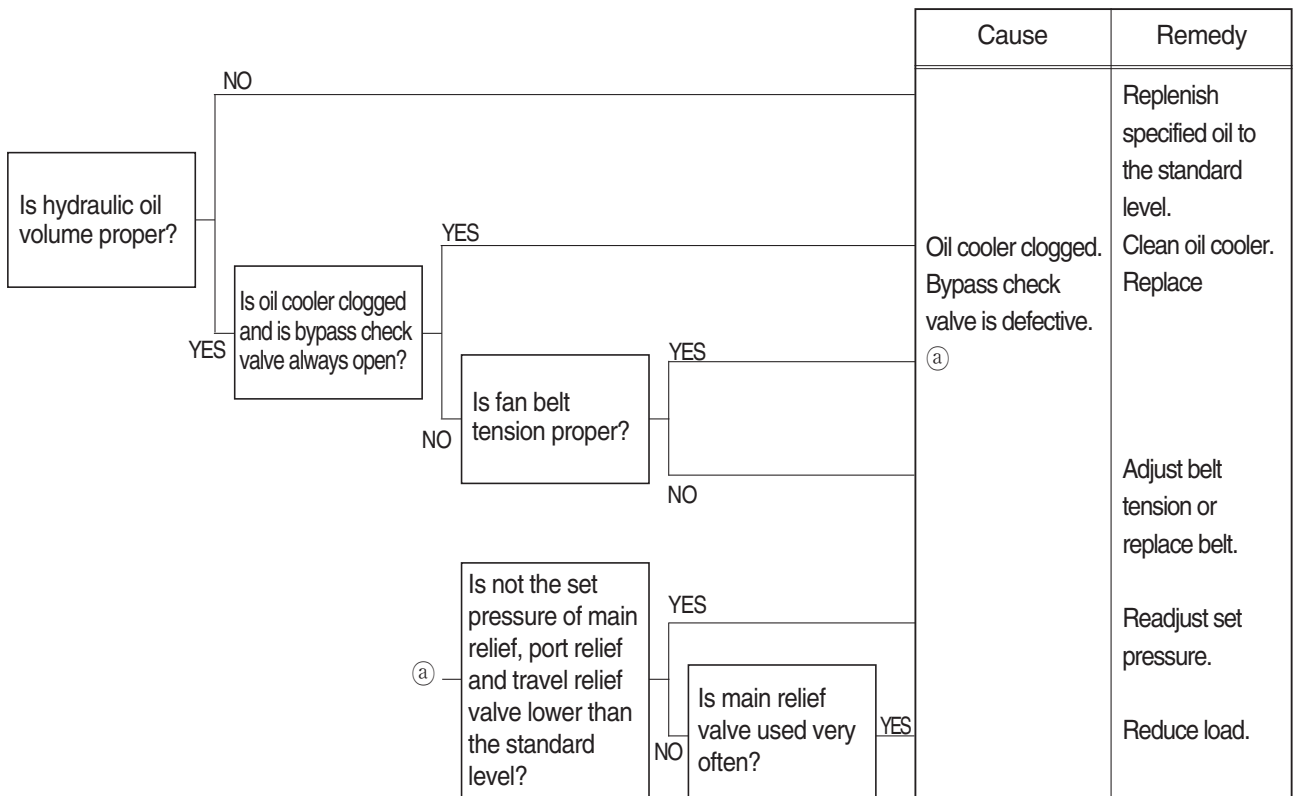 Cause
Remedy
NO
Is hydraulic oil
volume proper?
YES
Is oil cooler clogged
and is bypass check
valve always open?
YES
NO
Is fan belt
tension proper?
YES
NO
Replenish
specified oil to
the standard
level.
Oil cooler clogged.
Clean oil cooler.
Bypass check
Replace
valve is defective.
ⓐ
Adjust belt
tension or
replace belt.
ⓐ
Is not the set
pressure of main
relief, port relief
and travel relief
valve lower than
the standard
level?
YES
NO
Is main relief
valve used very
often?
YES
Readjust set
pressure.
Reduce load.